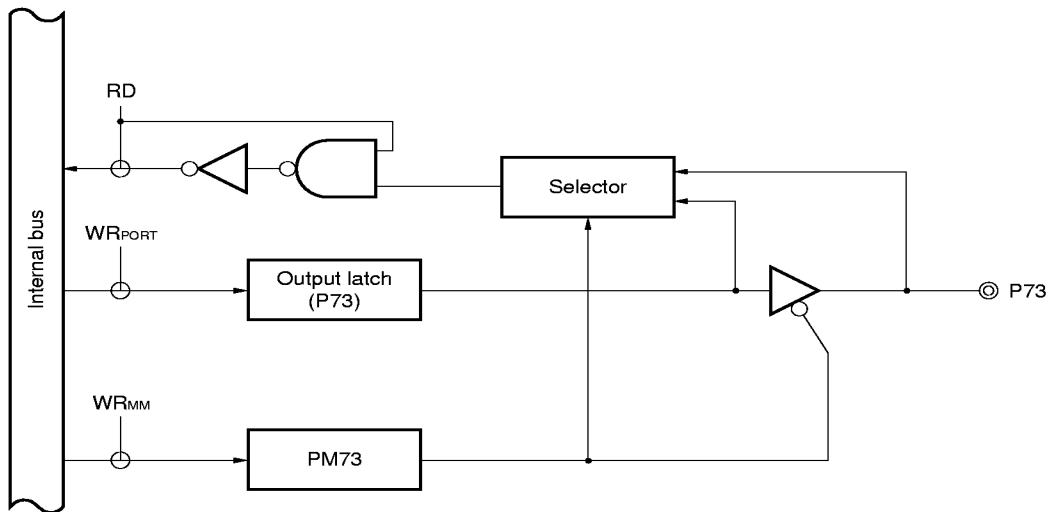 RD
Selector
WRPORT
Internal bus
Output latch
(P73)
P73
WRMM
PM73